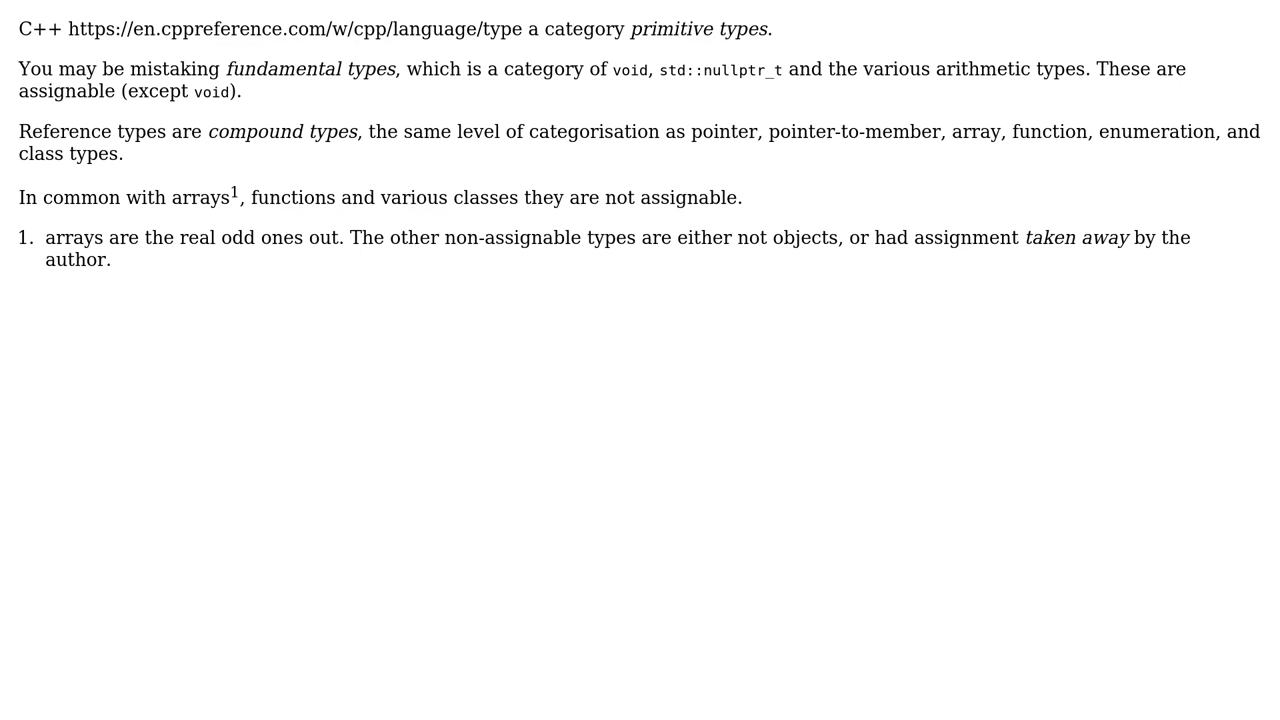 C++ https://en.cppreference.com/w/cpp/language/type a category primitive types.
You may be mistaking fundamental types, which is a category of void, std::nullptr_t and the various arithmetic types. These are
assignable (except void).
Reference types are compound types, the same level of categorisation as pointer, pointer-to-member, array, function, enumeration, and
class types.
In common with arrays1, functions and various classes they are not assignable.
1. arrays are the real odd ones out. The other non-assignable types are either not objects, or had assignment taken away by the
author.